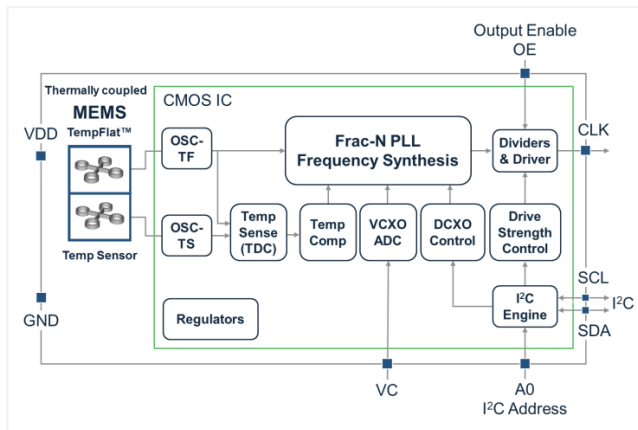 Output Enable
OE
Thermally coupled
MEMS
TempFlat™
CMOS IC
VDD
CLK
OSC-
TF
Frac-N PLL
Frequency Synthesis
Dividers
& Driver
OSC-
TS
Temp
Sense
(TDC)
Temp
Comp
VCXO
ADC
DCXO
Control
Drive
Strength
Control
Temp Sensor
SCL
I²C
SDA
I²C
Engine
Regulators
GND
VC
A0
I²C Address